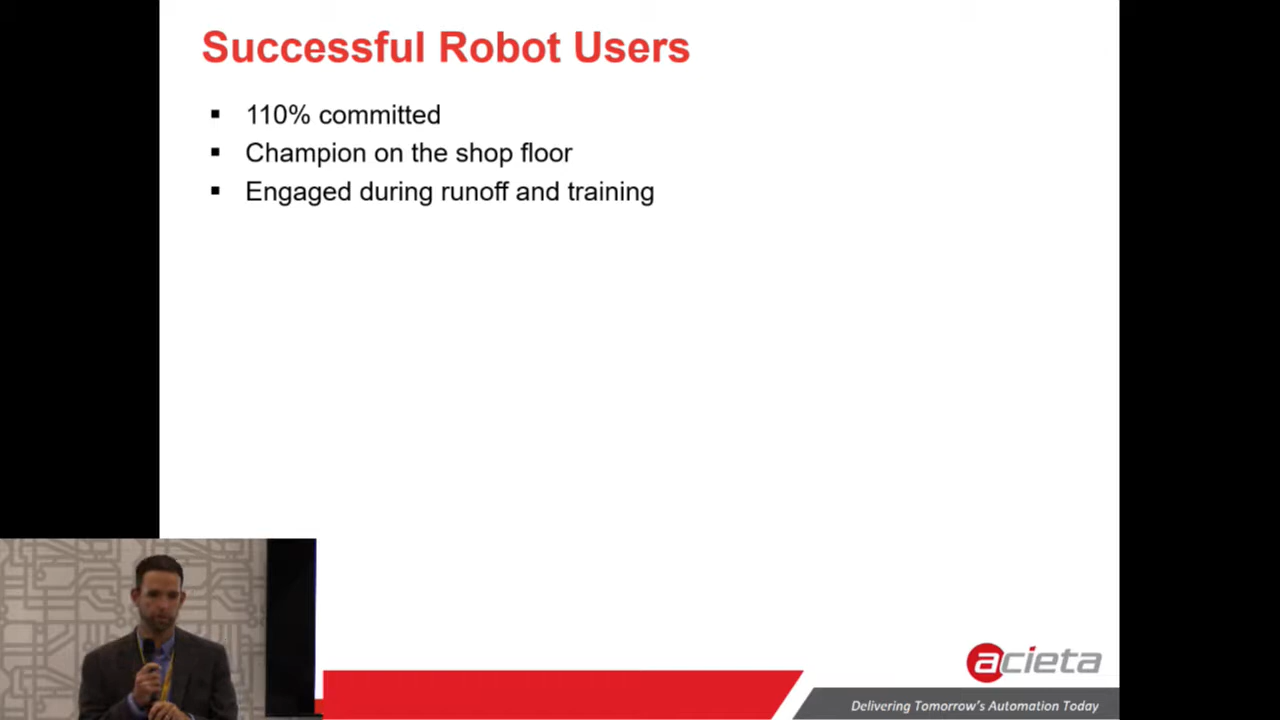 Successful Robot Users
▪ 110% committed
▪ Champion on the shop floor
▪ Engaged during runoff and training
acieta
Delivering Tomorrow's Automation Today